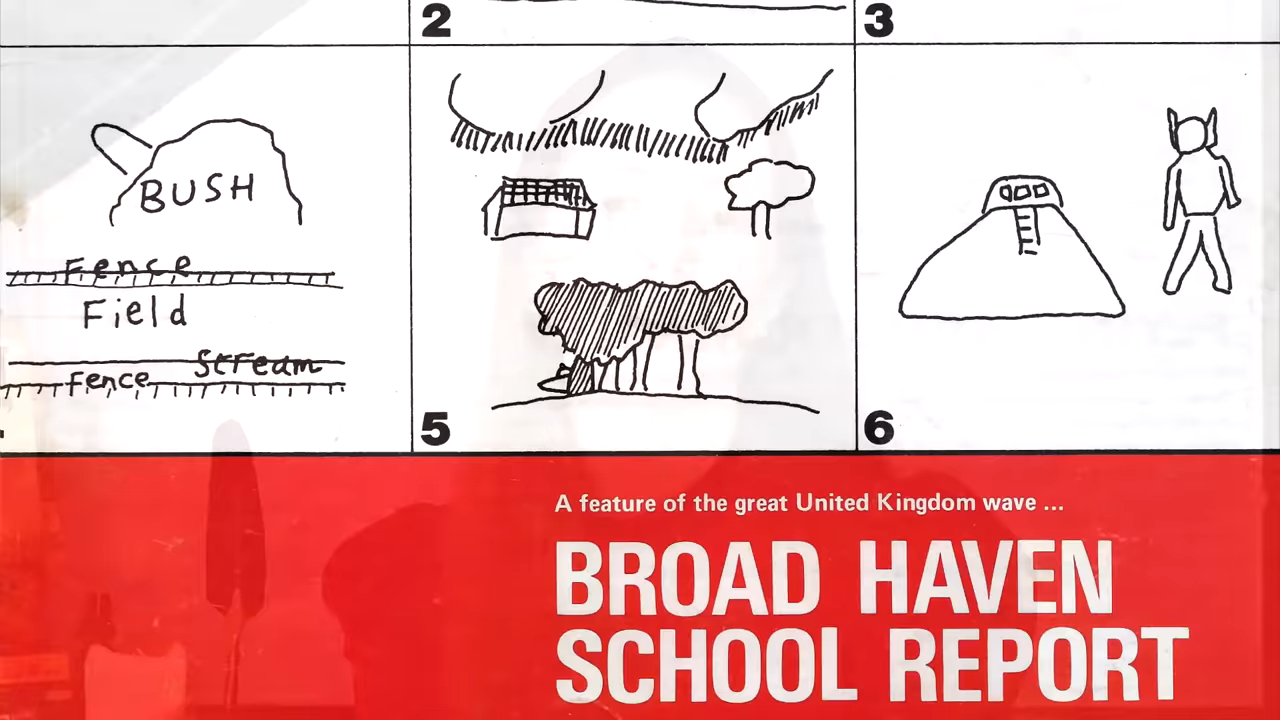 2
3
BUSH
Fence
Field
Stream
Fence
5
6
A feature of the great United Kingdom wave ...
BROAD HAVEN
SCHOOL REPORT